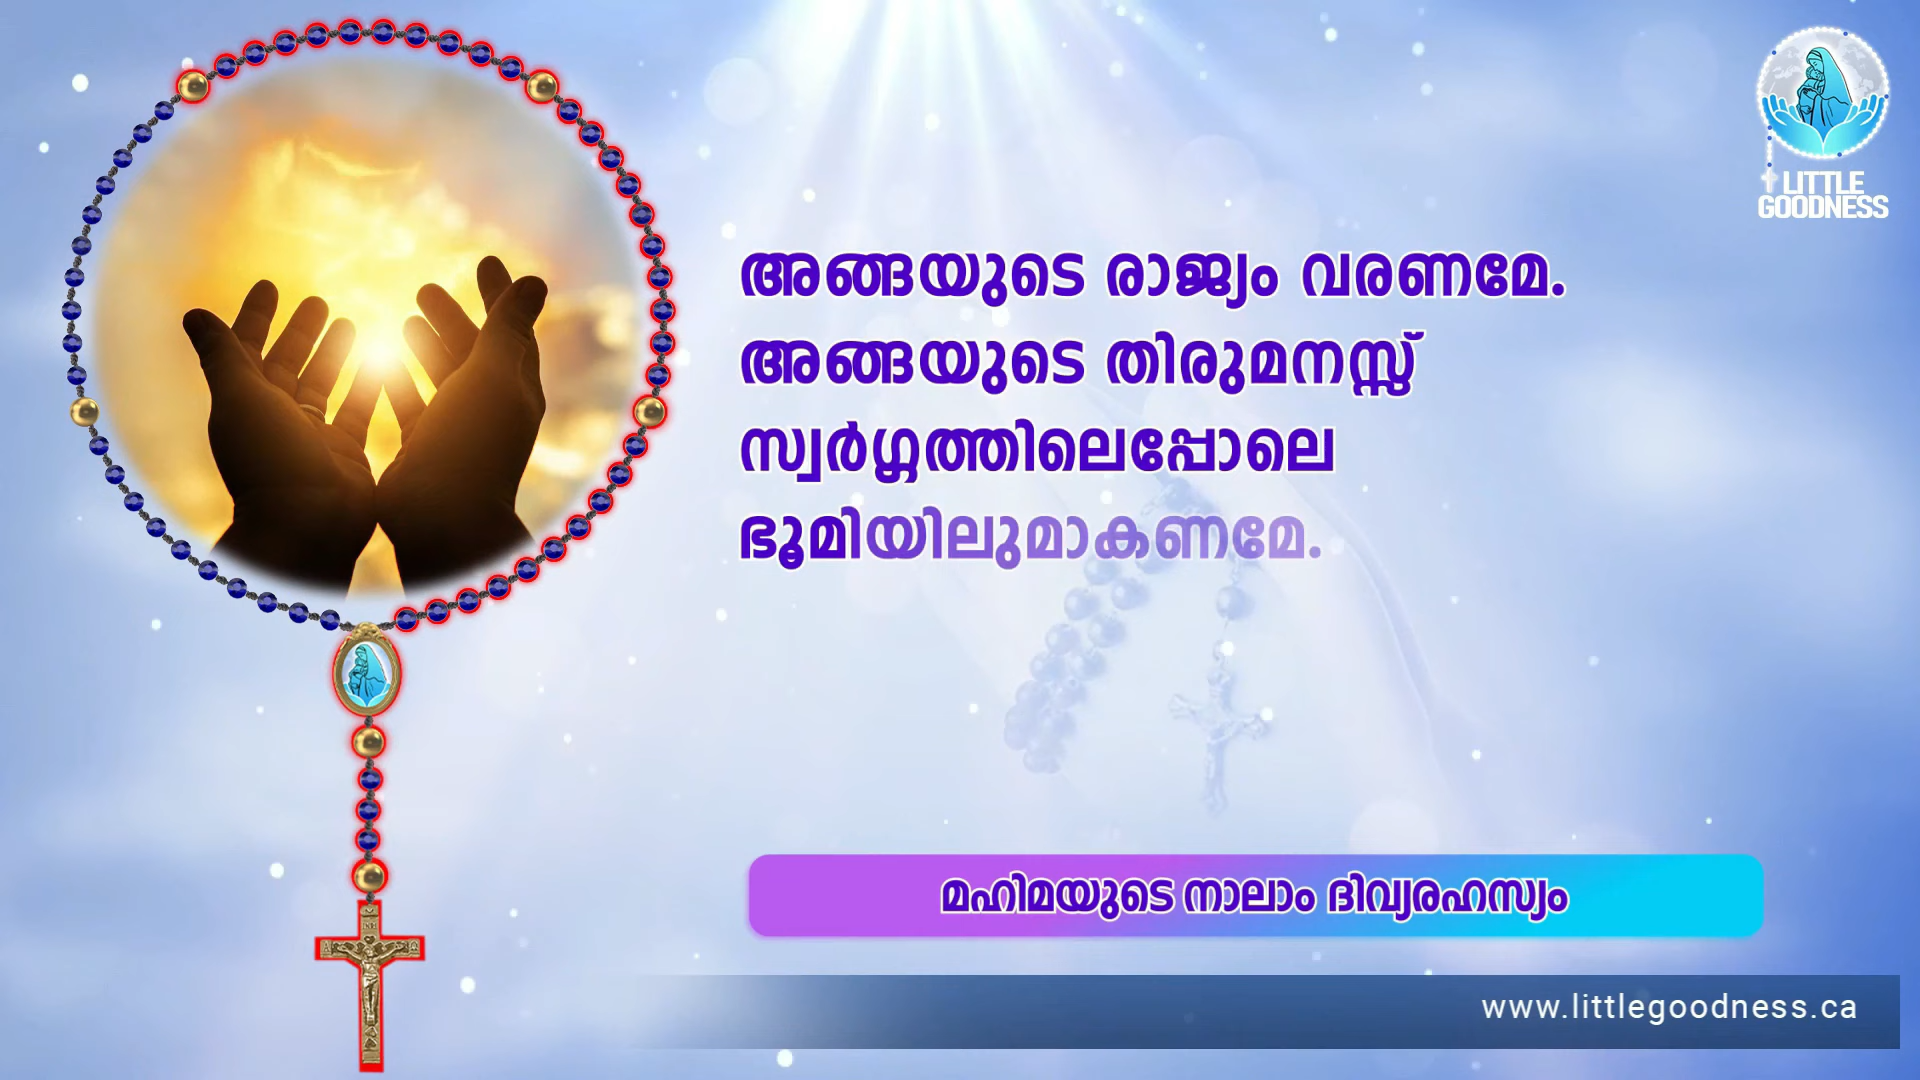 LITTLE
GOODNESS
അങ്ങയുടെ രാജ്യം വരണമേ.
അങ്ങയുടെ തിരുമനസ്സ്
സ്വർഗ്ഗത്തിലെപ്പോലെ
ഭൂമിയിലുമാകണമേ.
മഹിമയുടെ നാലാം ദിവ്യരഹസ്യം
www.littlegoodness.ca